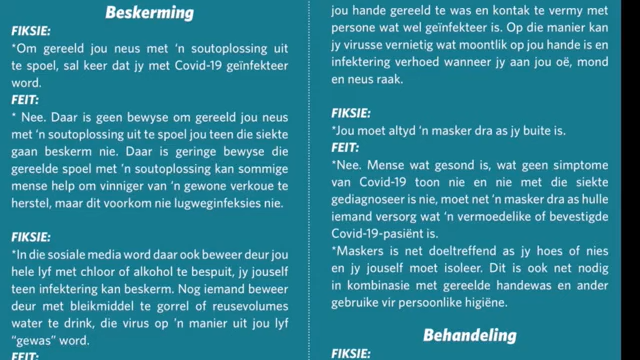 Beskerming
FIKSIE:
*Om gereeld jou neus met 'n soutoplossing uit
te spoel, sal keer dat jy met Covid-19 geïnfekteer
word.
FEIT:
* Nee. Daar is geen bewyse om gereeld jou neus
met 'n soutoplossing uit te spoel jou teen die siekte
gaan beskerm nie. Daar is geringe bewyse die
gereelde spoel met 'n soutoplossing kan sommige
mense help om vinniger van 'n gewone verkoue te
herstel, maar dit voorkom nie lugweginfeksies nie.
FIKSIE:
*In die sosiale media word daar ook beweer deur jou
hele lyf met chloor of alkohol te bespuit, jy jouself
teen infektering kan beskerm. Nog iemand beweer
deur met bleikmiddel te gorrel of reusevolumes
water te drink, die virus op 'n manier uit jou lyf
"gewas" word.
FEIT:
jou hande gereeld te was en kontak te vermy met
persone wat wel geïnfekteer is. Op die manier kan
jy virusse vernietig wat moontlik op jou hande is en
infektering verhoed wanneer jy aan jou oë, mond
en neus raak.
FIKSIE:
*Jou moet altyd 'n masker dra as jy buite is.
FEIT:
*Nee. Mense wat gesond is, wat geen simptome
van Covid-19 toon nie en nie met die siekte
gediagnoseer is nie, moet net 'n masker dra as hulle
iemand versorg wat 'n vermoedelike of bevestigde
Covid-19-pasiënt is.
*Maskers is net doeltreffend as jy hoes of nies
en jy jouself moet isoleer. Dit is ook net nodig
in kombinasie met gereelde handewas en ander
gebruike vir persoonlike higiëne.
Behandeling
FIKSIE: